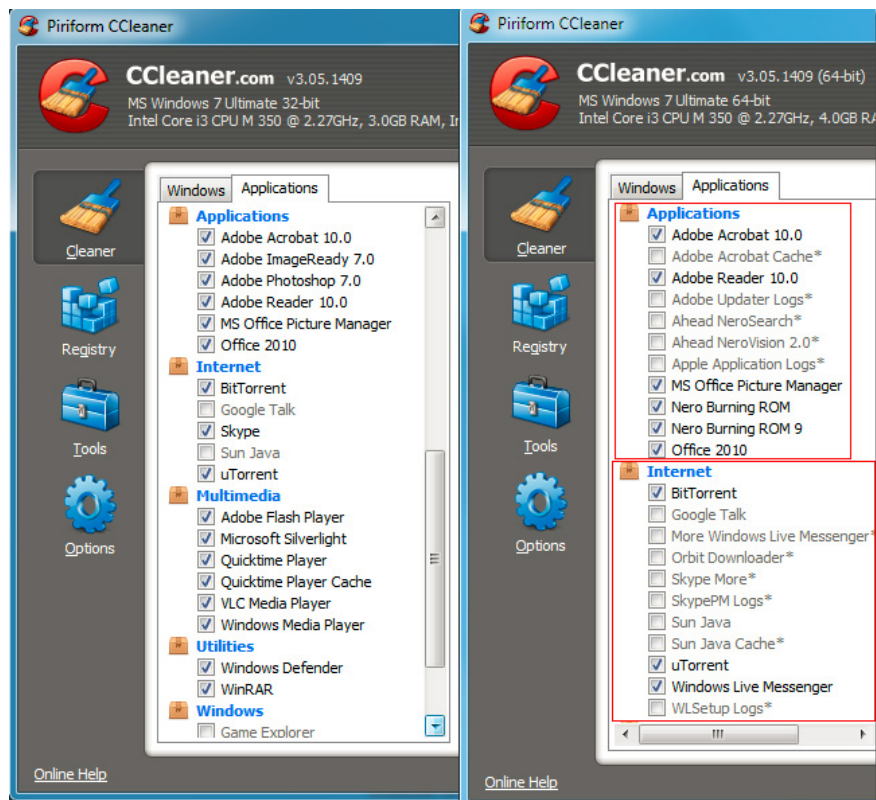 Piriform CCleaner
CCleaner.com v3.05.1409
MS Windows 7 Ultimate 32-bit
Intel Core i3 CPU M 350 @ 2.27GHz, 3.0GB RAM,
Cleaner
Registry
Tools
Options
Windows
Applications
Applications
Adobe Acrobat 10.0
Adobe ImageReady 7.0
Adobe Photoshop 7.0
Adobe Reader 10.0
MS Office Picture Manager
Office 2010
Internet
BitTorrent
Google Talk
Skype
Sun Java
uTorrent
Multimedia
Adobe Flash Player
Microsoft Silverlight
Quicktime Player
Quicktime Player Cache
VLC Media Player
Windows Media Player
Utilities
Windows Defender
WinRAR
Windows
Game Explorer
Online Help
Piriform CCleaner
CCleaner.com v3.05.1409 (64-bit)
MS Windows 7 Ultimate 64-bit
Intel Core i3 CPU M 350 @ 2.27GHz, 4.0GB
Cleaner
Registry
Tools
Options
Windows
Applications
Applications
Adobe Acrobat 10.0
Adobe Acrobat Cache*
Adobe Reader 10.0
Adobe Updater Logs*
Ahead NeroSearch*
Ahead NeroVision 2.0*
Apple Application Logs*
MS Office Picture Manager
Nero Burning ROM
Nero Burning ROM 9
Office 2010
Internet
BitTorrent
Google Talk
More Windows Live Messenger*
Orbit Downloader*
Skype More*
SkypePM Logs*
Sun Java
Sun Java Cache*
uTorrent
Windows Live Messenger
WLSetup Logs*
Online Help